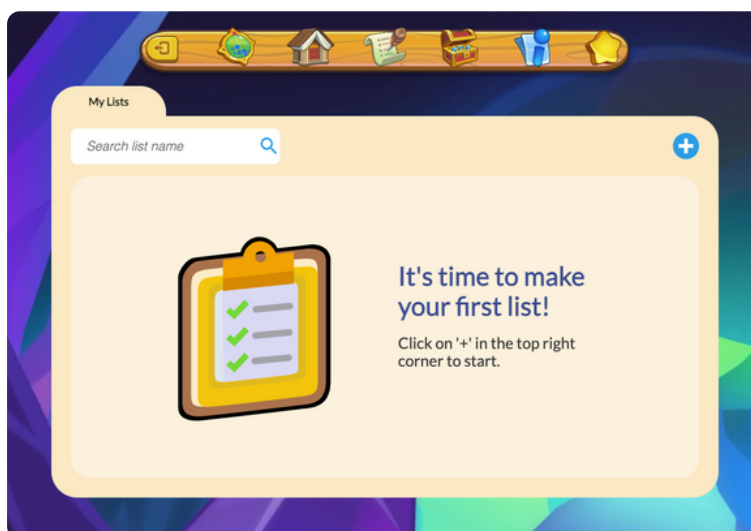 My Lists
Search list name
It's time to make
your first list!
Click on '+' in the top right
corner to start.